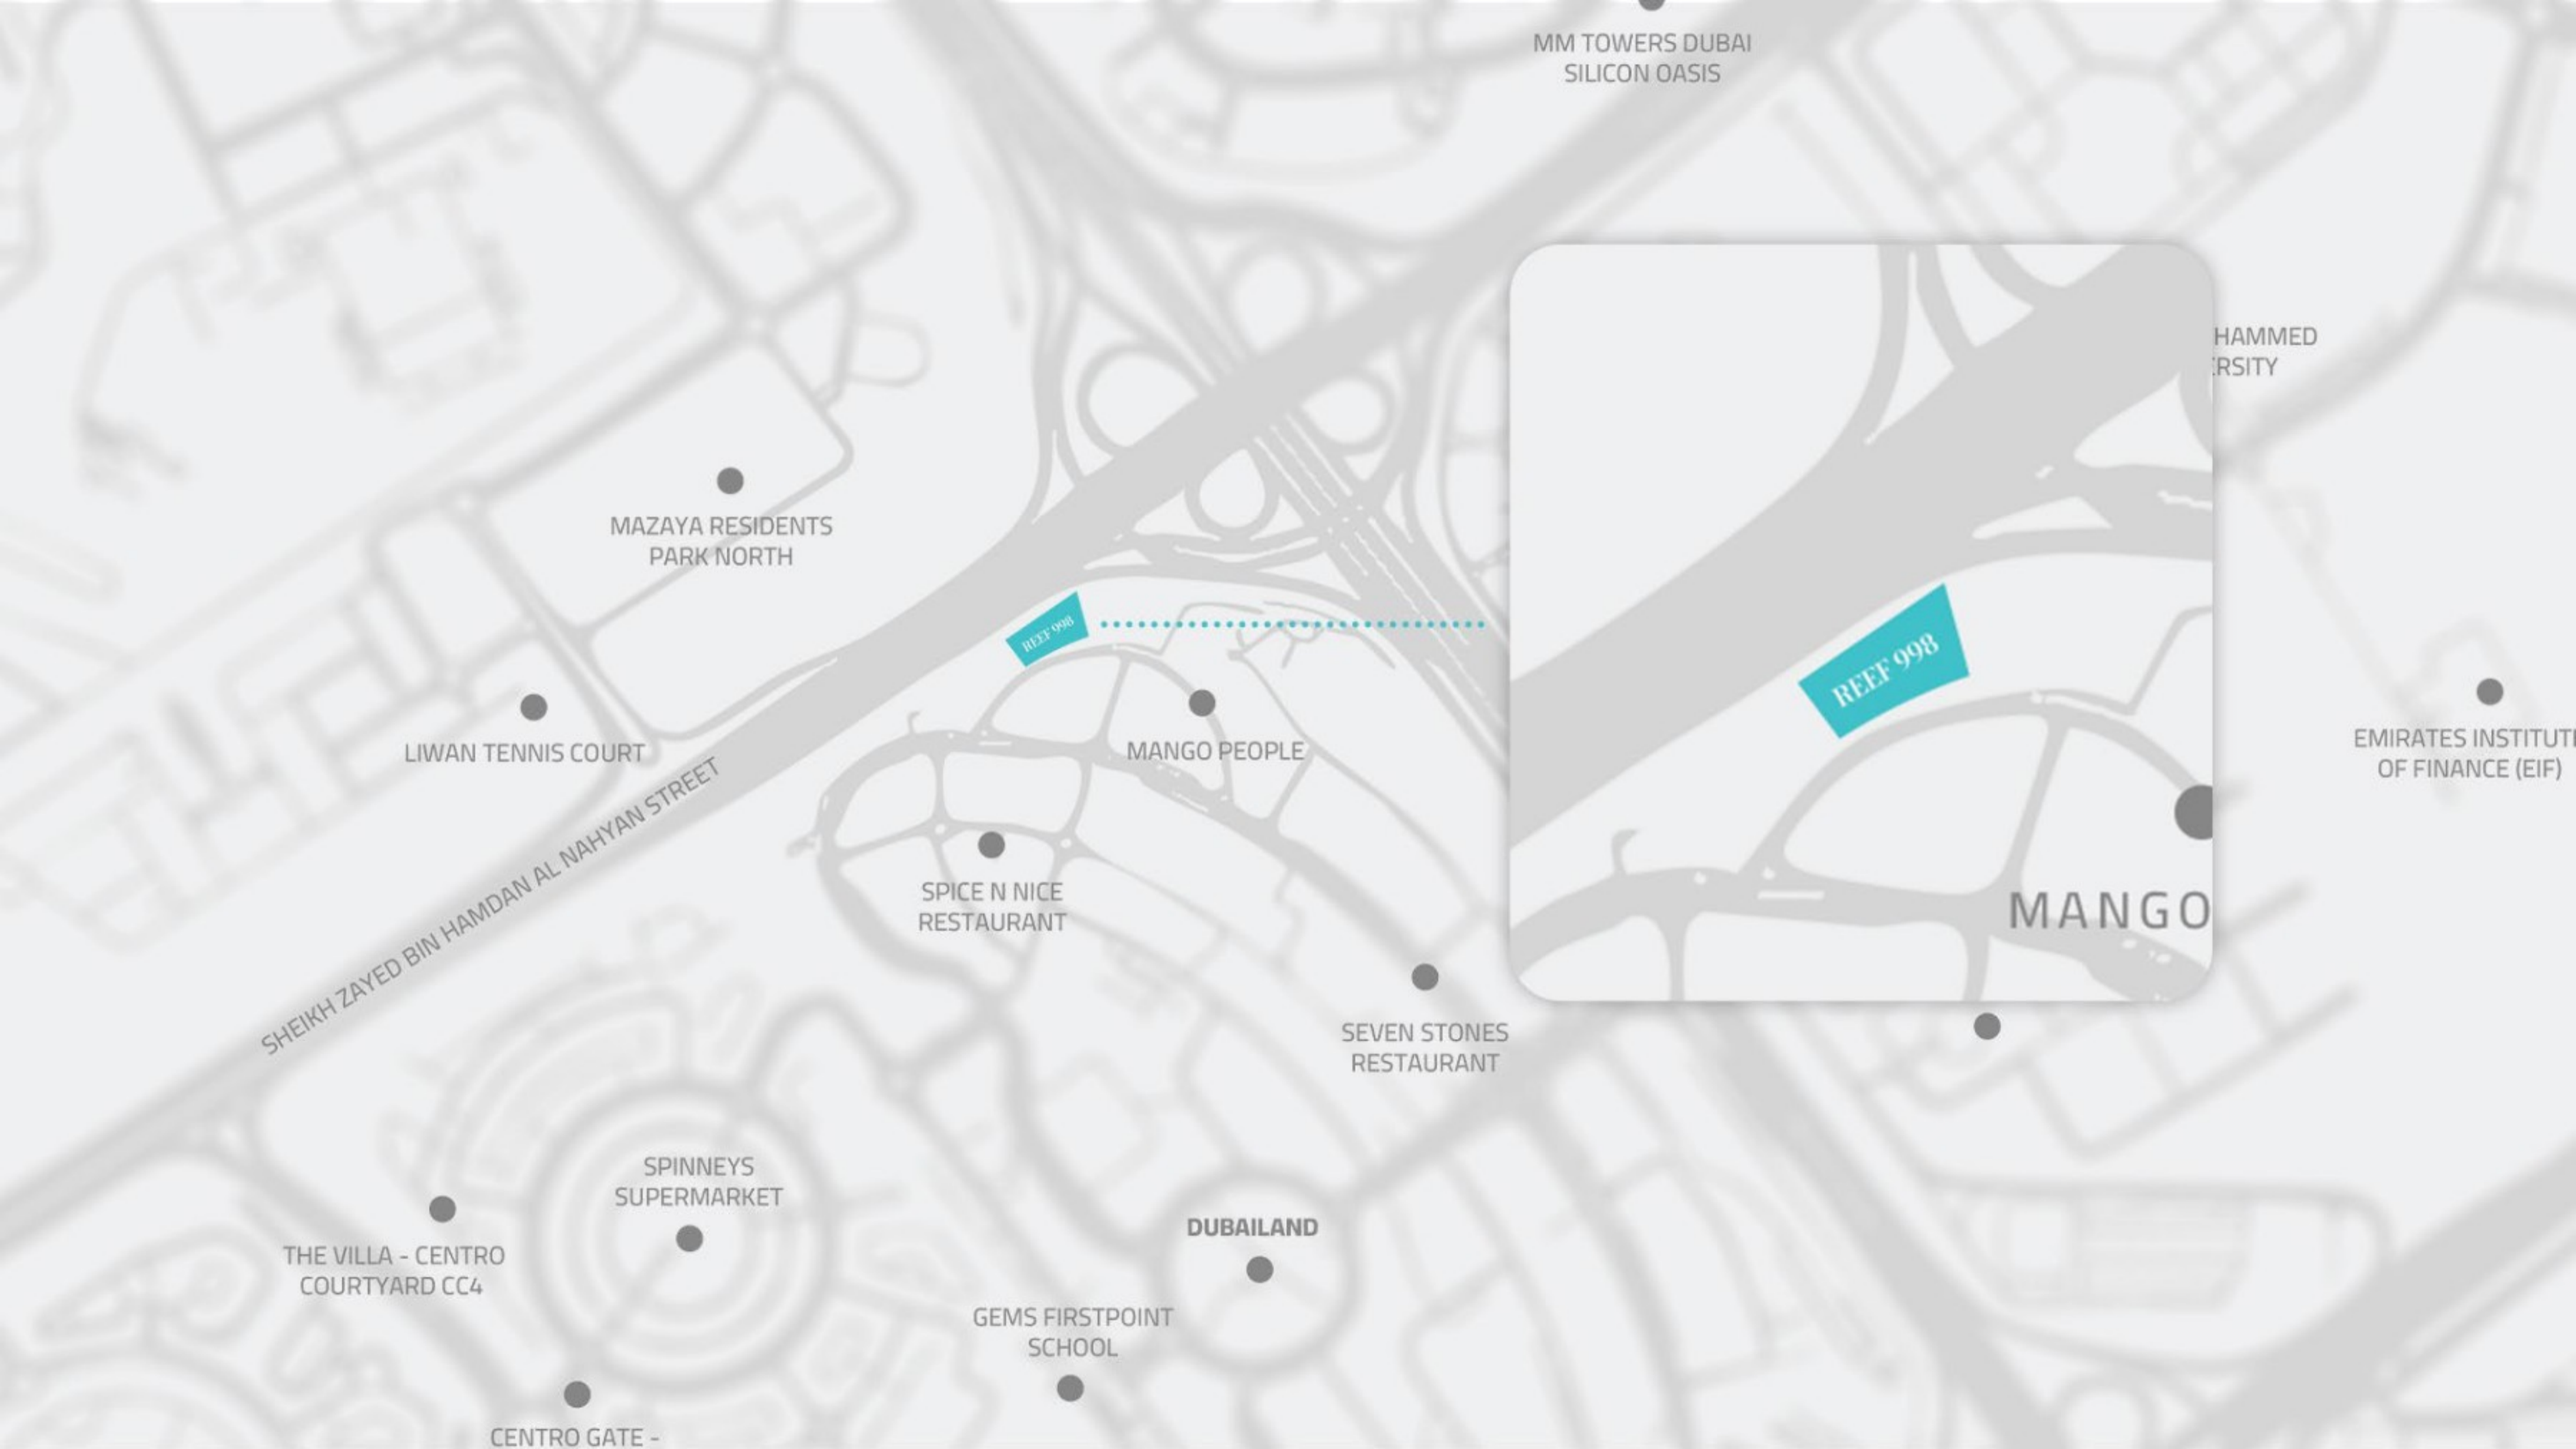 MM TOWERS DUBAI
SILICON OASIS
HAMMED
ERSITY
MAZAYA RESIDENTS
PARK NORTH
REEF 998
REEF 998
LIWAN TENNIS COURT
MANGO PEOPLE
EMIRATES INSTITUTE
OF FINANCE (EIF)
SHEIKH ZAYED BIN HAMDAN AL NAHYAN STREET
SPICE N NICE
RESTAURANT
MANGO
SEVEN STONES
RESTAURANT
SPINNEYS
SUPERMARKET
THE VILLA - CENTRO
COURTYARD CC4
DUBAILAND
GEMS FIRSTPOINT
SCHOOL
CENTRO GATE -